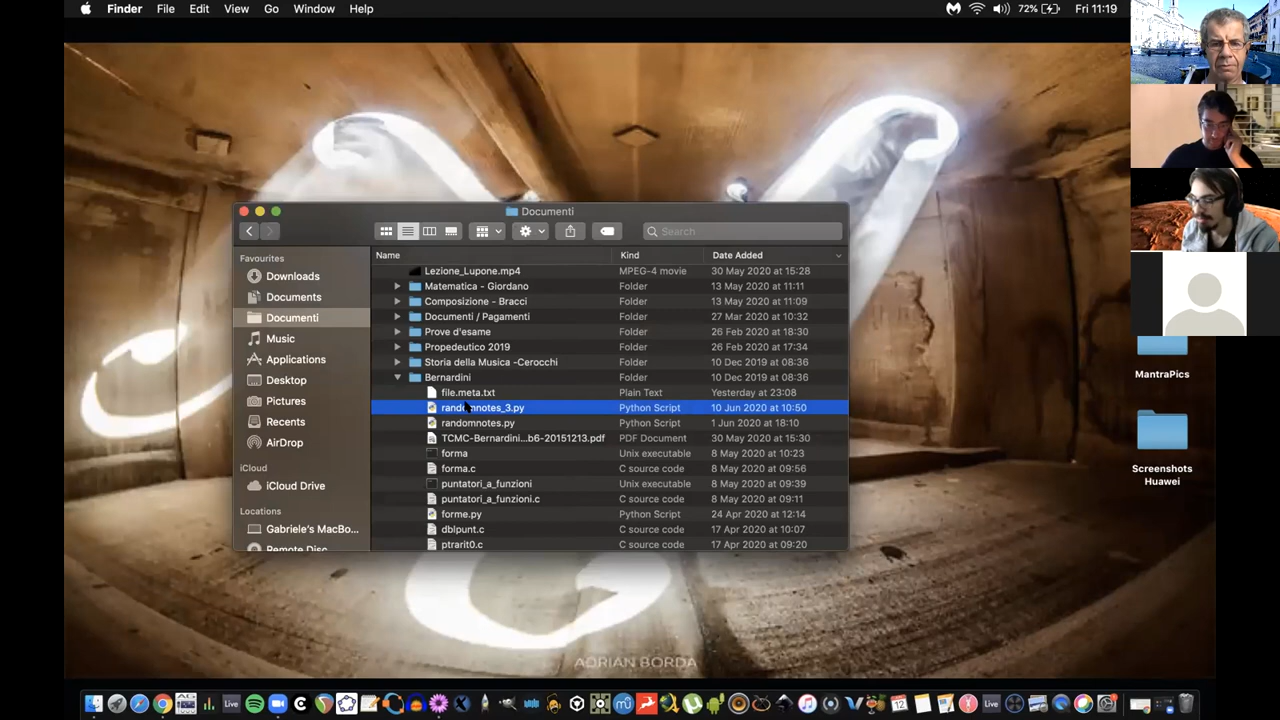 Finder File Edit View Go Window Help 72% Fri 11:19
Documenti
Search
Favourites
Downloads
Documents
Documenti
Music
Applications
Desktop
Pictures
Recents
AirDrop
iCloud
iCloud Drive
Locations
Gabriele's MacBo...
Remote Disc
Name Kind Date Added
Lezione_Lupone.mp4 MPEG-4 movie 30 May 2020 at 15:28
Matematica - Giordano Folder 13 May 2020 at 11:11
Composizione - Bracci Folder 13 May 2020 at 11:09
Documenti / Pagamenti Folder 27 Mar 2020 at 10:32
Prove d'esame Folder 26 Feb 2020 at 18:30
Propedeutico 2019 Folder 26 Feb 2020 at 17:34
Storia della Musica -Cerocchi Folder 10 Dec 2019 at 08:36
Bernardini Folder 10 Dec 2019 at 08:36
file.meta.txt Plain Text Yesterday at 23:08
randomnotes_3.py Python Script 10 Jun 2020 at 10:50
randomnotes.py Python Script 1 Jun 2020 at 18:10
TCMC-Bernardini...b6-20151213.pdf PDF Document 30 May 2020 at 15:30
forma Unix executable 8 May 2020 at 10:23
forma.c C source code 8 May 2020 at 09:56
puntatori_a_funzioni Unix executable 8 May 2020 at 09:39
puntatori_a_funzioni.c C source code 8 May 2020 at 09:11
forme.py Python Script 24 Apr 2020 at 12:14
dblpunt.c C source code 17 Apr 2020 at 10:07
ptrarit0.c C source code 17 Apr 2020 at 09:20
MantraPics
Screenshots
Huawei
ADRIAN BORDA
Live
Live